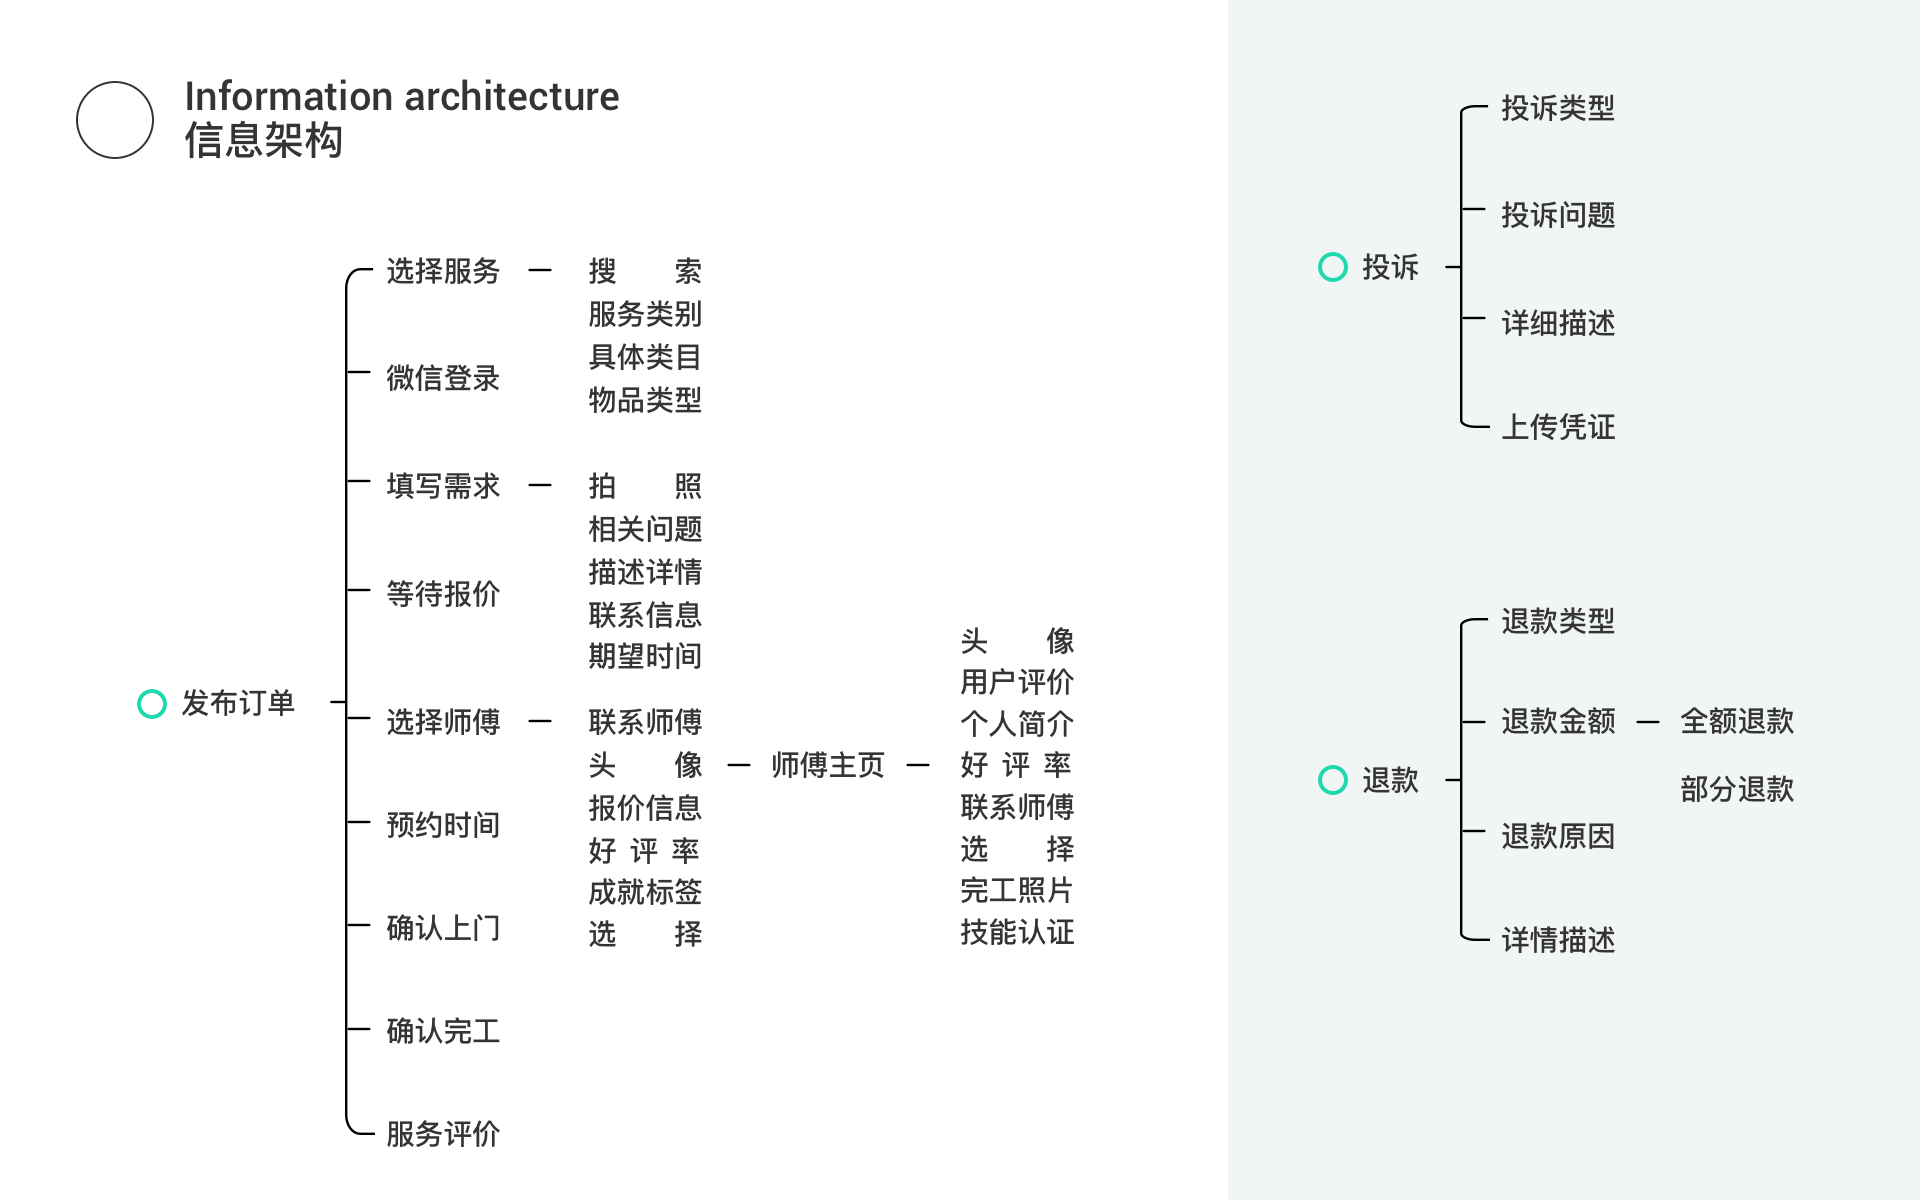 Information architecture
信息架构
发布订单
选择服务
搜 索
服务类别
具体类目
物品类型
微信登录
填写需求
拍 照
相关问题
描述详情
联系信息
期望时间
等待报价
选择师傅
联系师傅
头 像
报价信息
好 评 率
成就标签
选 择
师傅主页
头 像
用户评价
个人简介
好 评 率
联系师傅
选 择
完工照片
技能认证
预约时间
确认上门
确认完工
服务评价
投诉
投诉类型
投诉问题
详细描述
上传凭证
退款
退款类型
退款金额
全额退款
部分退款
退款原因
详情描述